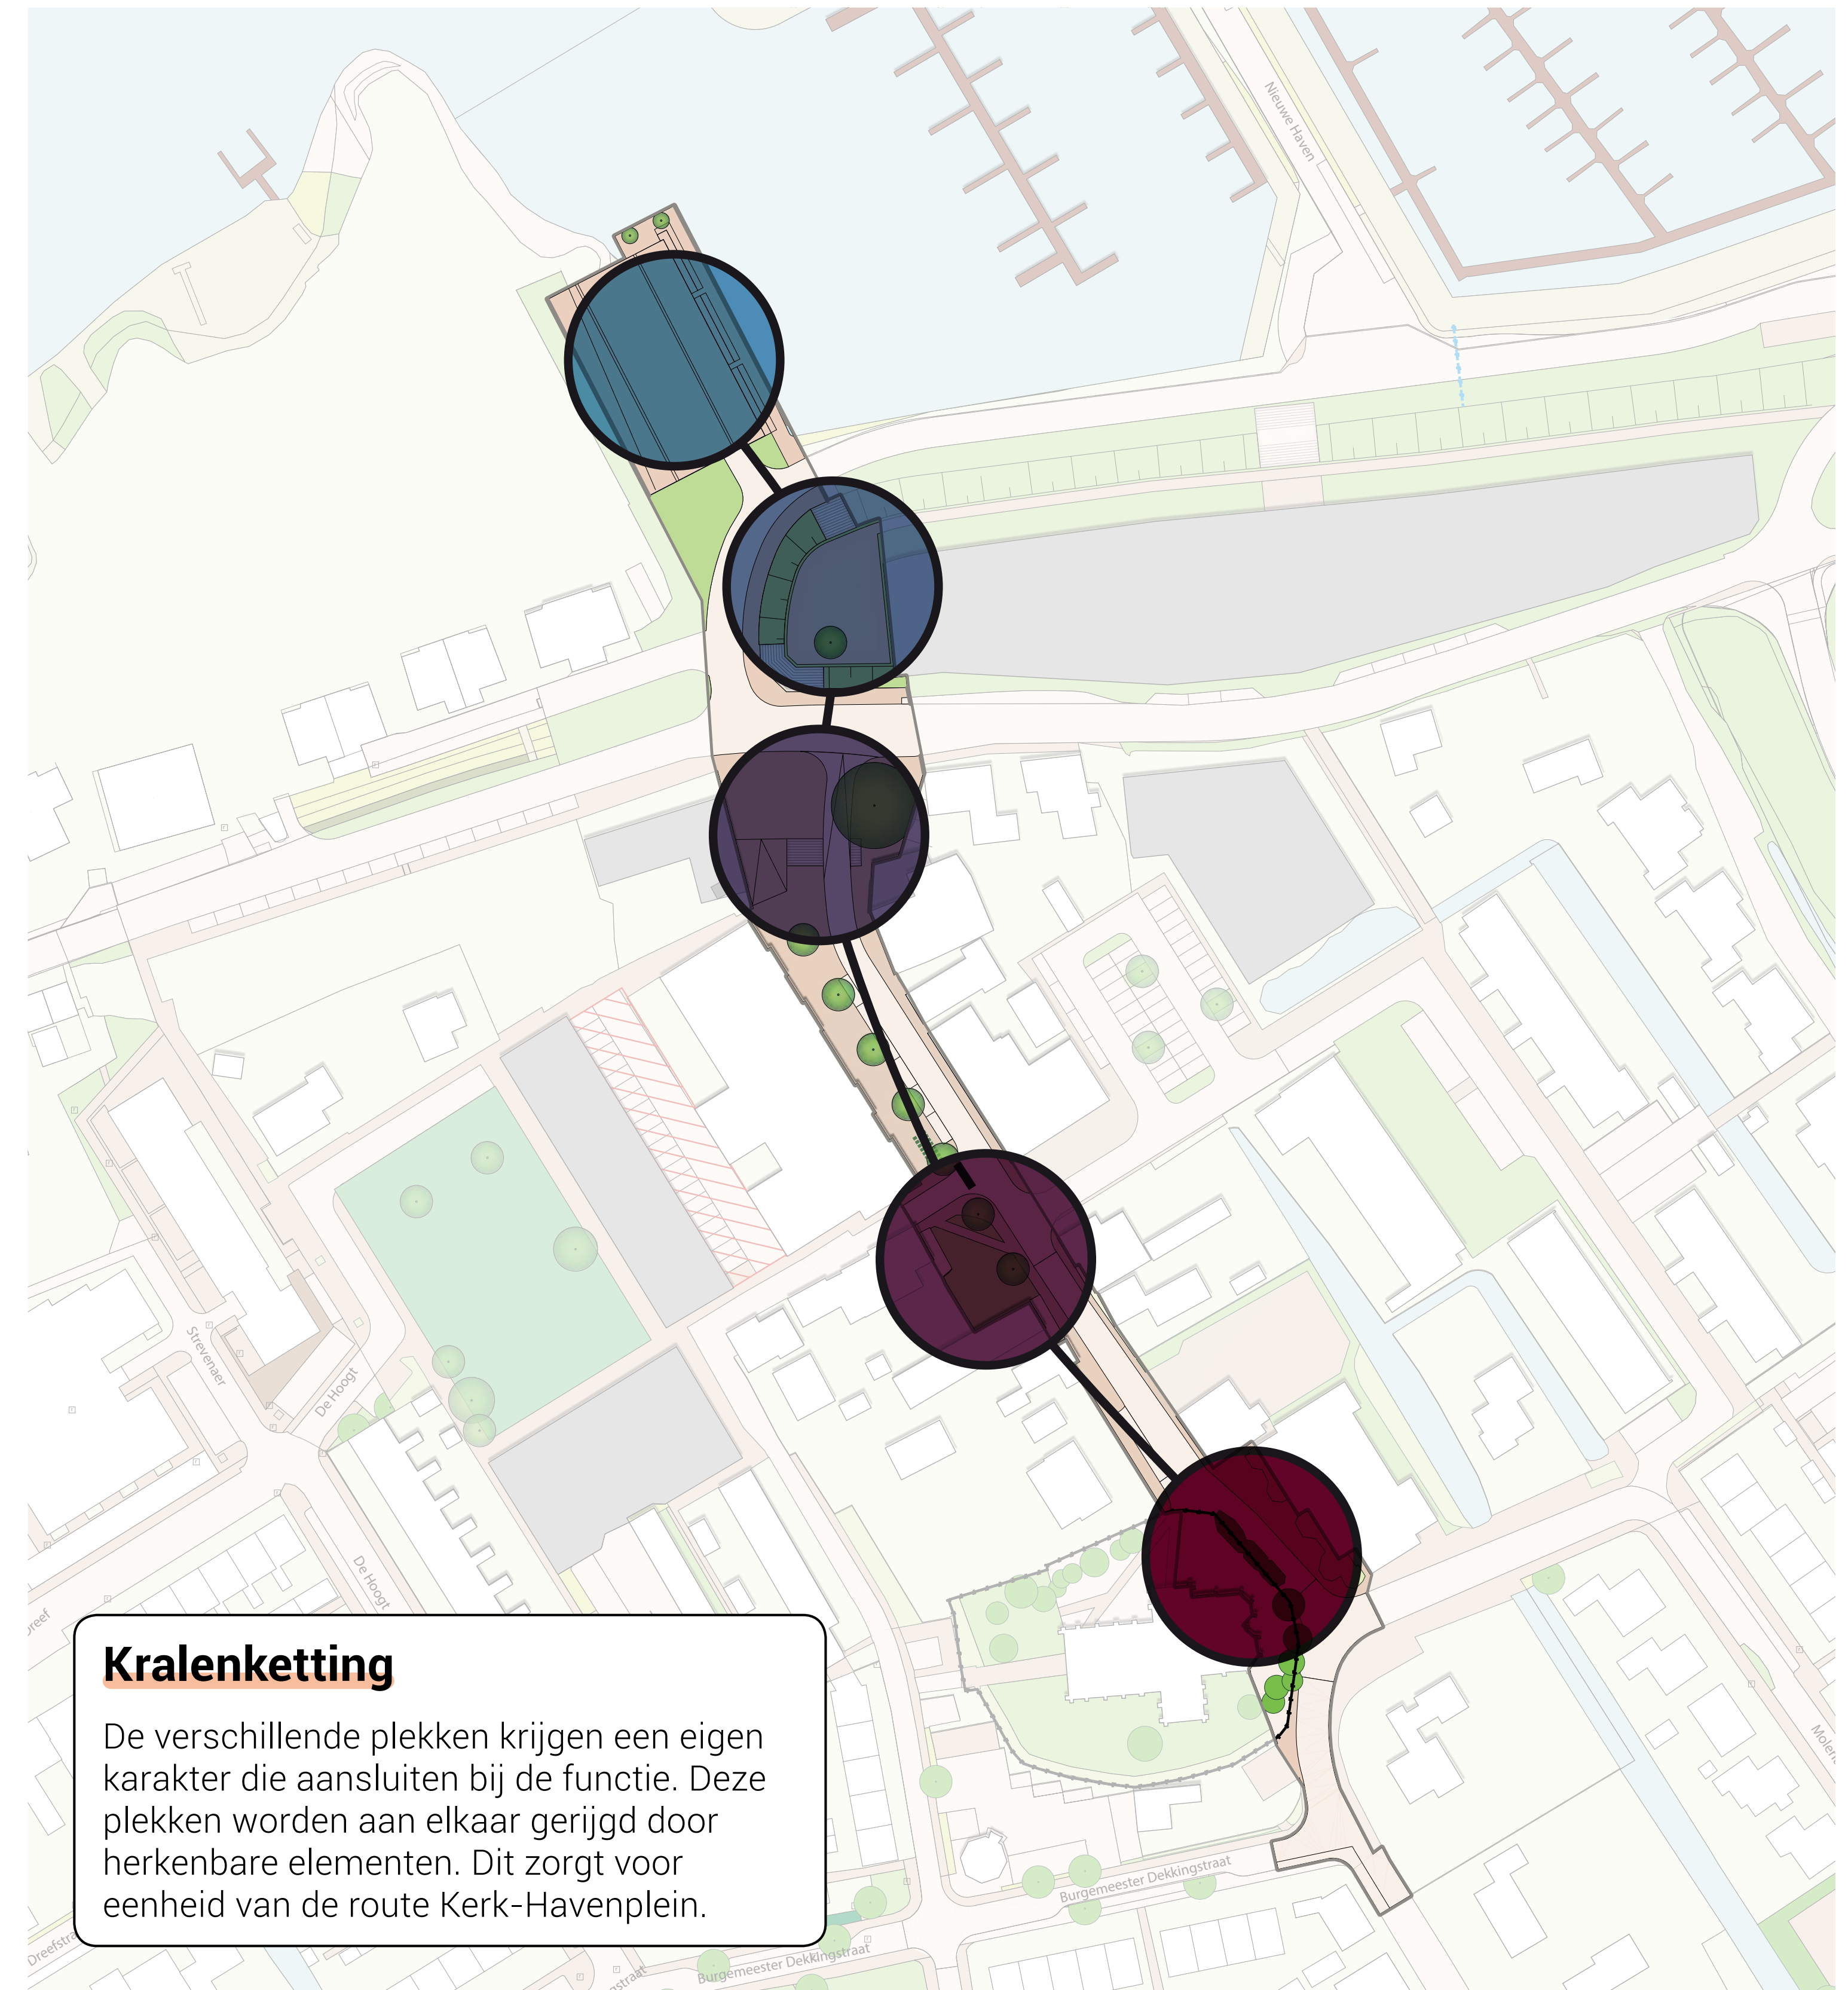 Nieuwe Haven
Strevenaer
De Hoogt
De Hoogt
Kralenketting
De verschillende plekken krijgen een eigen
karakter die aansluiten bij de functie. Deze
plekken worden aan elkaar gerijgd door
herkenbare elementen. Dit zorgt voor
eenheid van de route Kerk-Havenplein.
Burgemeester Dekkingstraat
Burgemeester Dekkingstraat